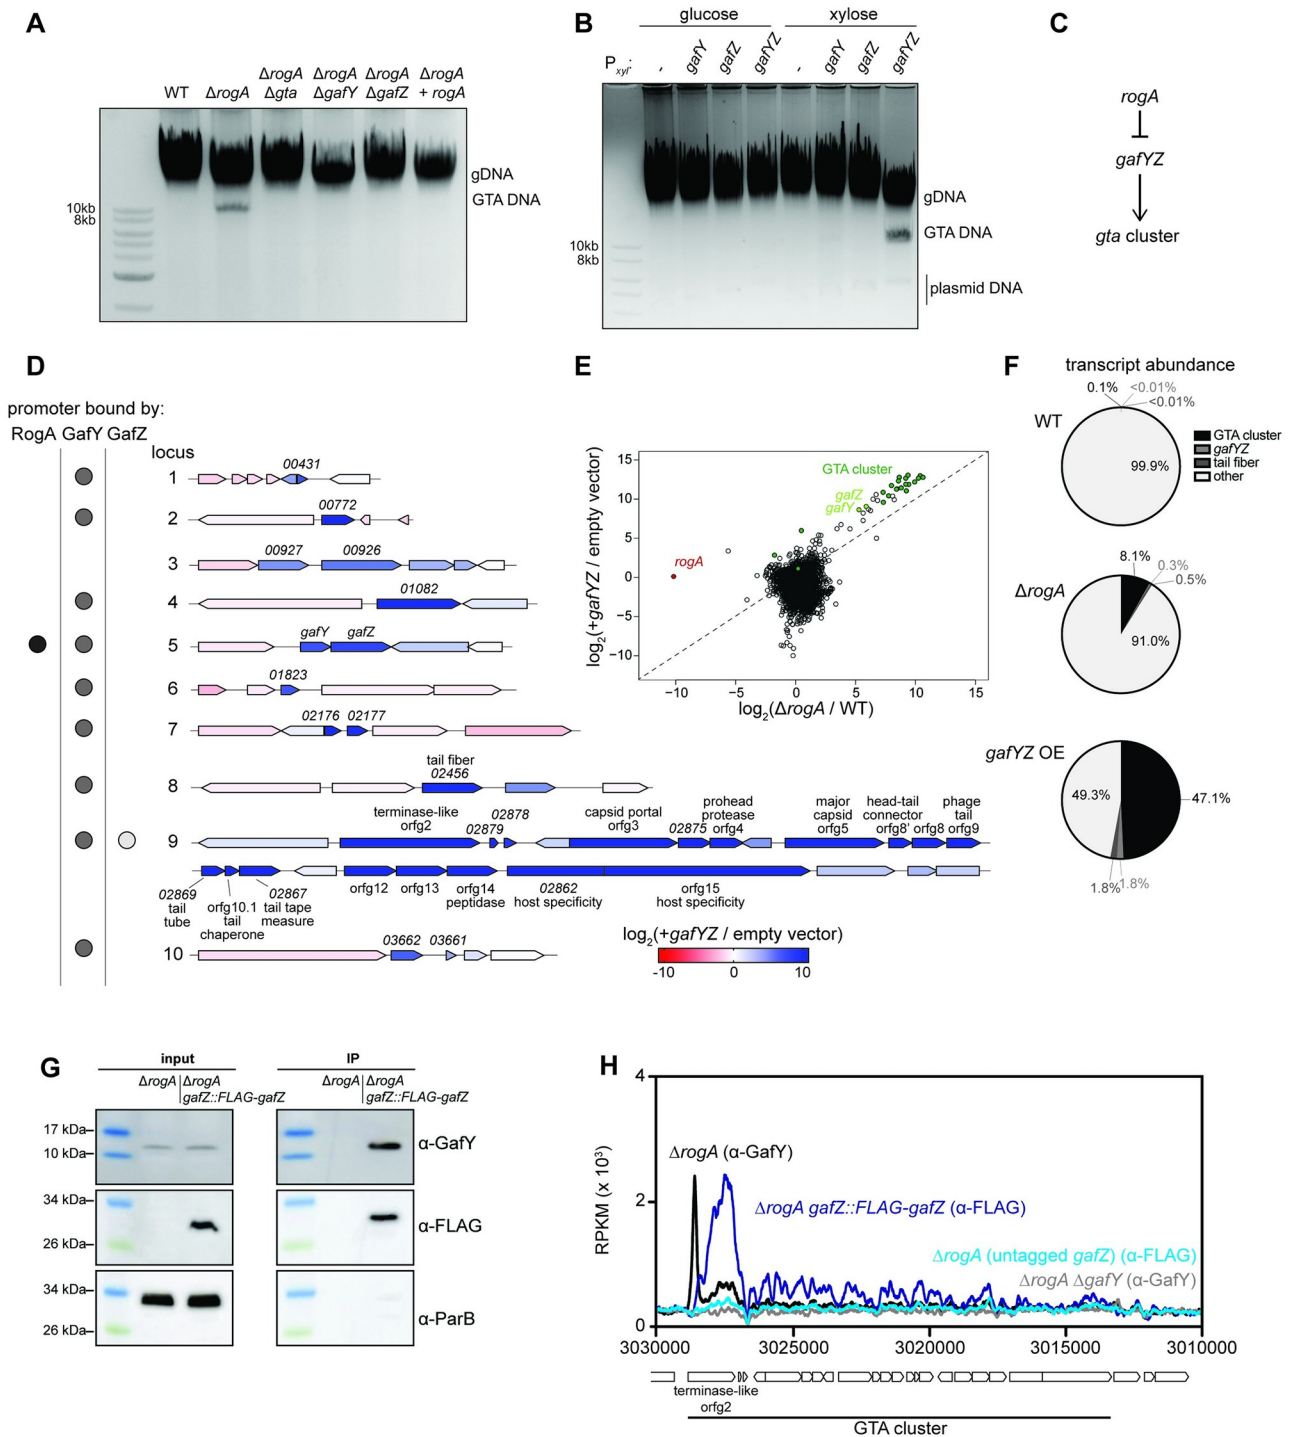 A
WT
ΔrogA
ΔrogA Δgta
ΔrogA ΔgafY
ΔrogA ΔgafZ
ΔrogA + rogA
gDNA
GTA DNA
10kb
8kb
B
glucose
xylose
Pxyl:
-
gafY
gafZ
gafYZ
-
gafY
gafZ
gafYZ
gDNA
GTA DNA
10kb
8kb
plasmid DNA
C
rogA
gafYZ
gta cluster
D
promoter bound by:
RogA GafY GafZ
locus
1
00431
2
00772
3
00927
00926
4
01082
5
gafY
gafZ
6
01823
7
02176
02177
8
tail fiber
02456
9
terminase-like
orfg2
02879
02878
capsid portal
orfg3
02875
prohead
protease
orfg4
major
capsid
orfg5
head-tail
connector
orfg8'
orfg8
phage
tail
orfg9
02869
tail
tube
orfg10.1
tail
chaperone
02867
tail tape
measure
orfg12
orfg13
orfg14
peptidase
02862
host specificity
orfg15
host specificity
10
03662
03661
log2(+gafYZ / empty vector)
-10
0
10
E
log2(+gafYZ / empty vector)
15
10
5
0
−5
−10
GTA cluster
gafZ
gafY
rogA
−10
−5
0
5
10
15
log2(ΔrogA / WT)
F
transcript abundance
WT
0.1%
<0.01%
<0.01%
99.9%
GTA cluster
gafYZ
tail fiber
other
ΔrogA
8.1%
0.3%
0.5%
91.0%
gafYZ OE
49.3%
47.1%
1.8%
1.8%
G
input
IP
ΔrogA
ΔrogA
gafZ::FLAG-gafZ
ΔrogA
ΔrogA
gafZ::FLAG-gafZ
17 kDa
10 kDa
α-GafY
34 kDa
26 kDa
α-FLAG
34 kDa
26 kDa
α-ParB
H
RPKM (x 10³)
4
2
0
ΔrogA (α-GafY)
ΔrogA gafZ::FLAG-gafZ (α-FLAG)
ΔrogA (untagged gafZ) (α-FLAG)
ΔrogA ΔgafY (α-GafY)
3030000
3025000
3020000
3015000
3010000
terminase-like
orfg2
GTA cluster